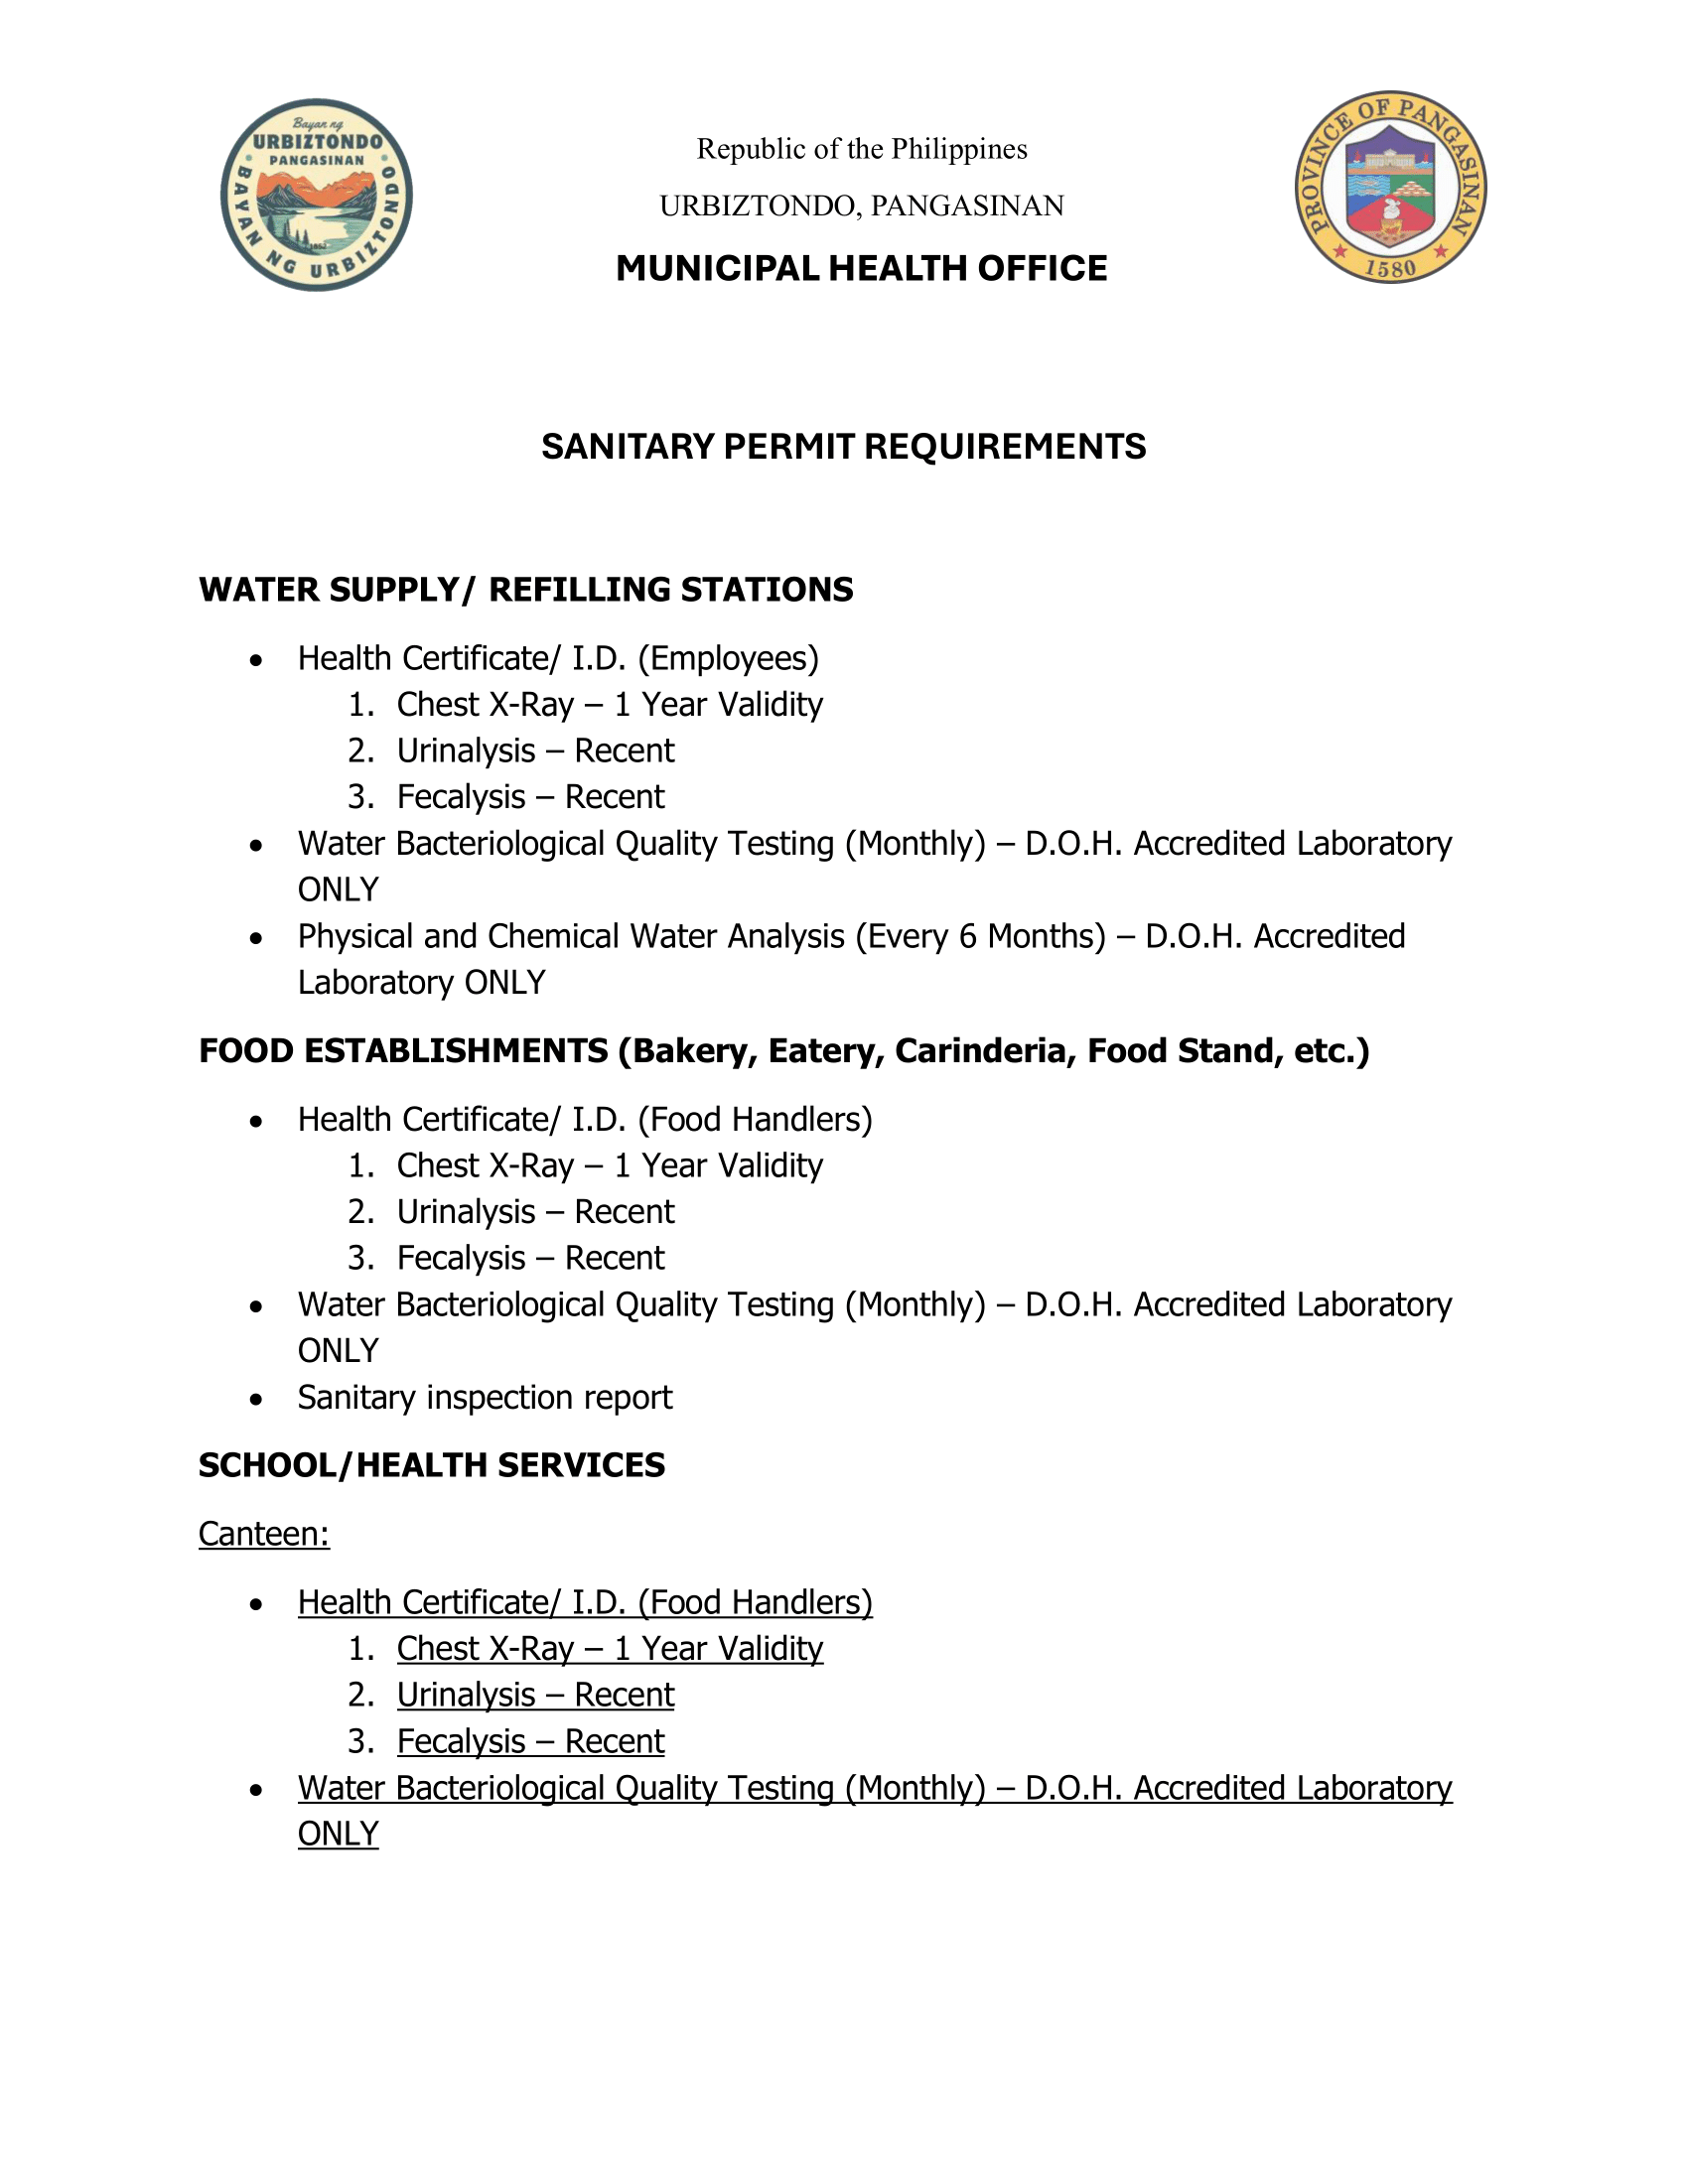 Bayan ng
URBIZTONDO
PANGASINAN
BAYAN NG URBIZTONDO
1852
Republic of the Philippines
URBIZTONDO, PANGASINAN
MUNICIPAL HEALTH OFFICE
PROVINCE OF PANGASINAN
1580
SANITARY PERMIT REQUIREMENTS
WATER SUPPLY/ REFILLING STATIONS
• Health Certificate/ I.D. (Employees)
1. Chest X-Ray – 1 Year Validity
2. Urinalysis – Recent
3. Fecalysis – Recent
• Water Bacteriological Quality Testing (Monthly) – D.O.H. Accredited Laboratory
ONLY
• Physical and Chemical Water Analysis (Every 6 Months) – D.O.H. Accredited
Laboratory ONLY
FOOD ESTABLISHMENTS (Bakery, Eatery, Carinderia, Food Stand, etc.)
• Health Certificate/ I.D. (Food Handlers)
1. Chest X-Ray – 1 Year Validity
2. Urinalysis – Recent
3. Fecalysis – Recent
• Water Bacteriological Quality Testing (Monthly) – D.O.H. Accredited Laboratory
ONLY
• Sanitary inspection report
SCHOOL/HEALTH SERVICES
Canteen:
• Health Certificate/ I.D. (Food Handlers)
1. Chest X-Ray – 1 Year Validity
2. Urinalysis – Recent
3. Fecalysis – Recent
• Water Bacteriological Quality Testing (Monthly) – D.O.H. Accredited Laboratory
ONLY